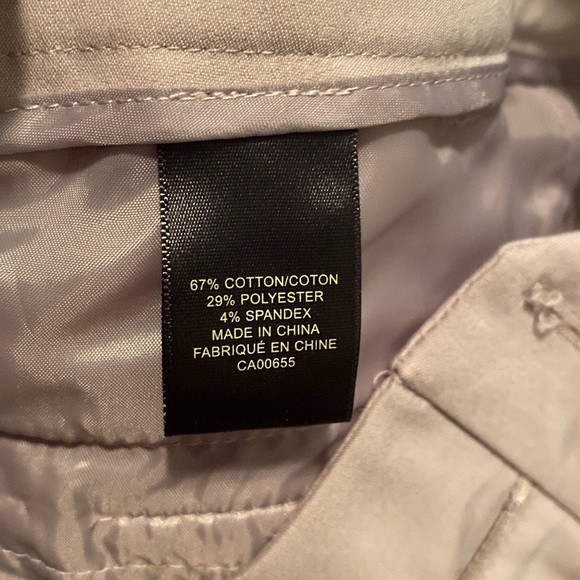 67% COTTON/COTON
29% POLYESTER
4% SPANDEX
MADE IN CHINA
FABRIQUÉ EN CHINE
CA00655